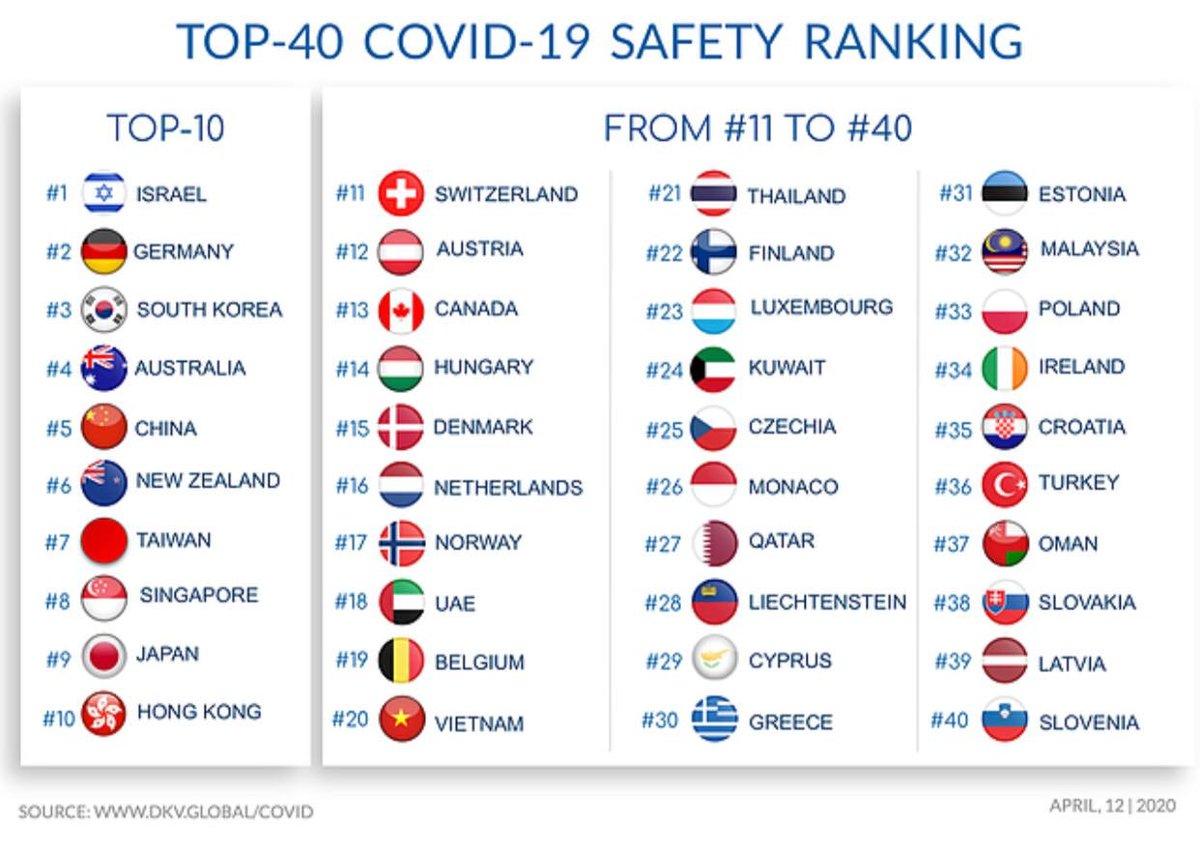 TOP-40 COVID-19 SAFETY RANKING
TOP-10
#1 ISRAEL
#2 GERMANY
#3 SOUTH KOREA
#4 AUSTRALIA
#5 CHINA
#6 NEW ZEALAND
#7 TAIWAN
#8 SINGAPORE
#9 JAPAN
#10 HONG KONG
FROM #11 TO #40
#11 SWITZERLAND
#12 AUSTRIA
#13 CANADA
#14 HUNGARY
#15 DENMARK
#16 NETHERLANDS
#17 NORWAY
#18 UAE
#19 BELGIUM
#20 VIETNAM
#21 THAILAND
#22 FINLAND
#23 LUXEMBOURG
#24 KUWAIT
#25 CZECHIA
#26 MONACO
#27 QATAR
#28 LIECHTENSTEIN
#29 CYPRUS
#30 GREECE
#31 ESTONIA
#32 MALAYSIA
#33 POLAND
#34 IRELAND
#35 CROATIA
#36 TURKEY
#37 OMAN
#38 SLOVAKIA
#39 LATVIA
#40 SLOVENIA
SOURCE: WWW.DKV.GLOBAL/COVID
APRIL, 12 | 2020